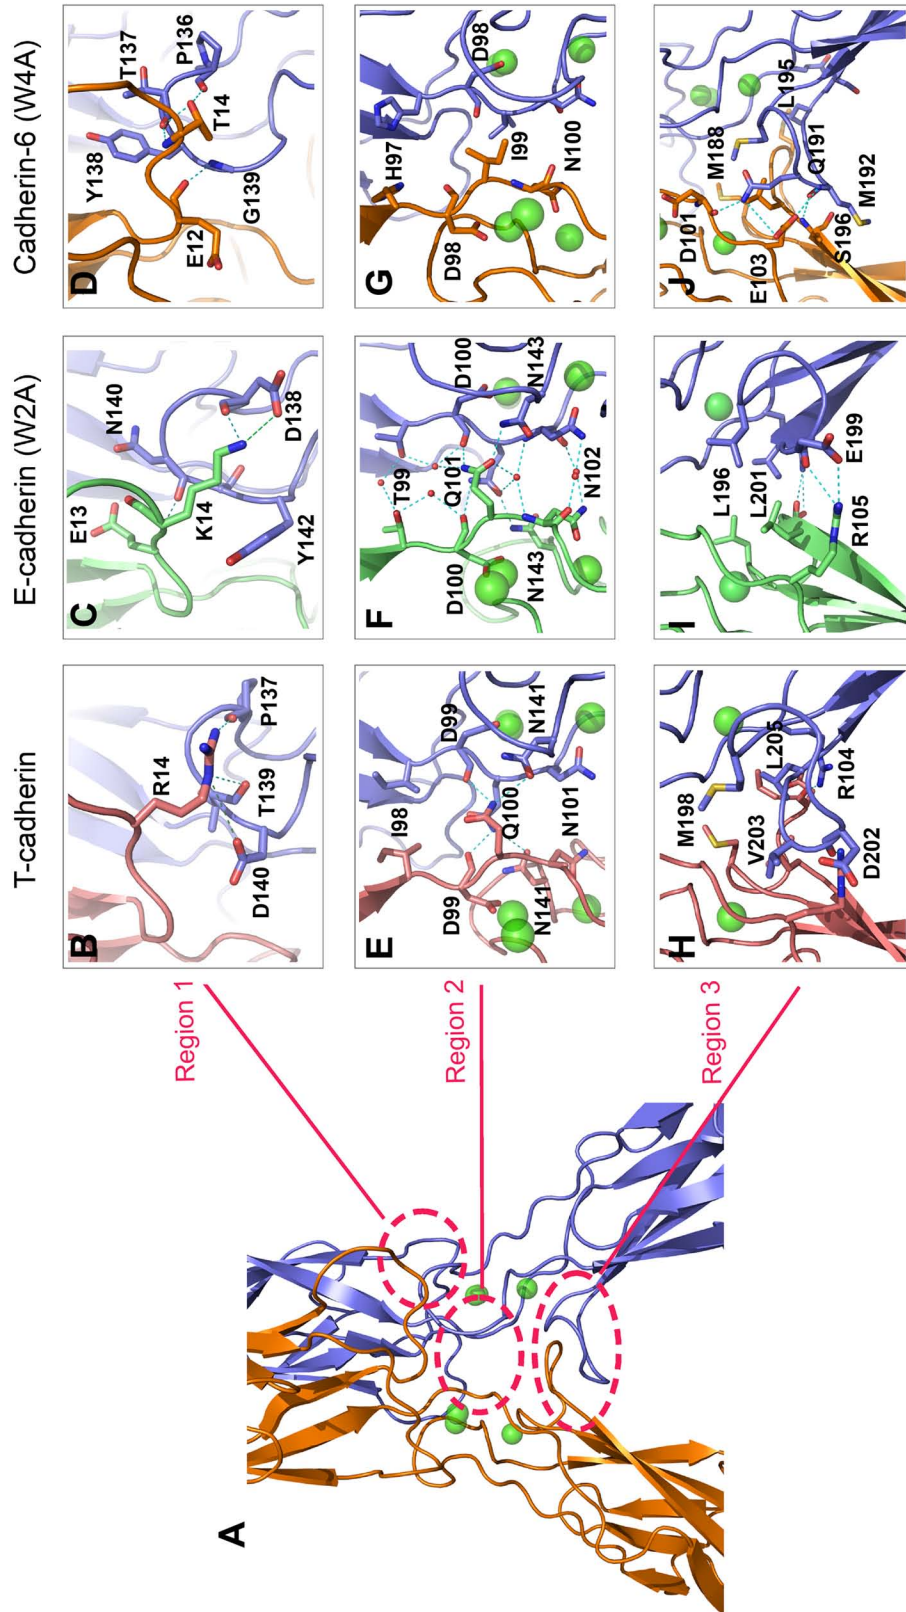 T-cadherin
E-cadherin (W2A)
Cadherin-6 (W4A)
A
Region 1
Region 2
Region 3
B
R14
P137
T139
D140
C
E13
N140
K14
D138
Y142
D
Y138
T137
P136
T14
E12
G139
E
I98
D99
D99
Q100
N141
N141
N101
F
T99
D100
Q101
D100
N143
N143
N102
G
H97
D98
D98
I99
N100
H
M198
L205
V203
R104
D202
I
L196
L201
E199
R105
J
D101
M188
L195
E103
Q191
S196
M192